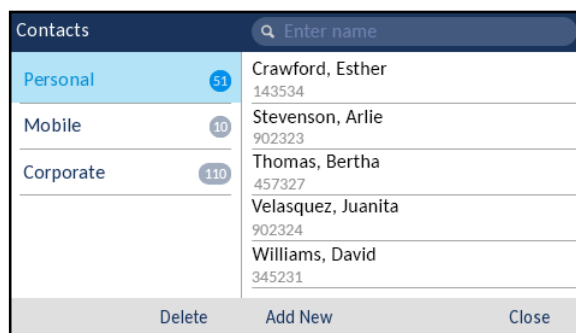 Contacts
Enter name
Personal 51
Mobile 10
Corporate 110
Crawford, Esther
143534
Stevenson, Arlie
902323
Thomas, Bertha
457327
Velasquez, Juanita
902324
Williams, David
345231
Delete Add New Close